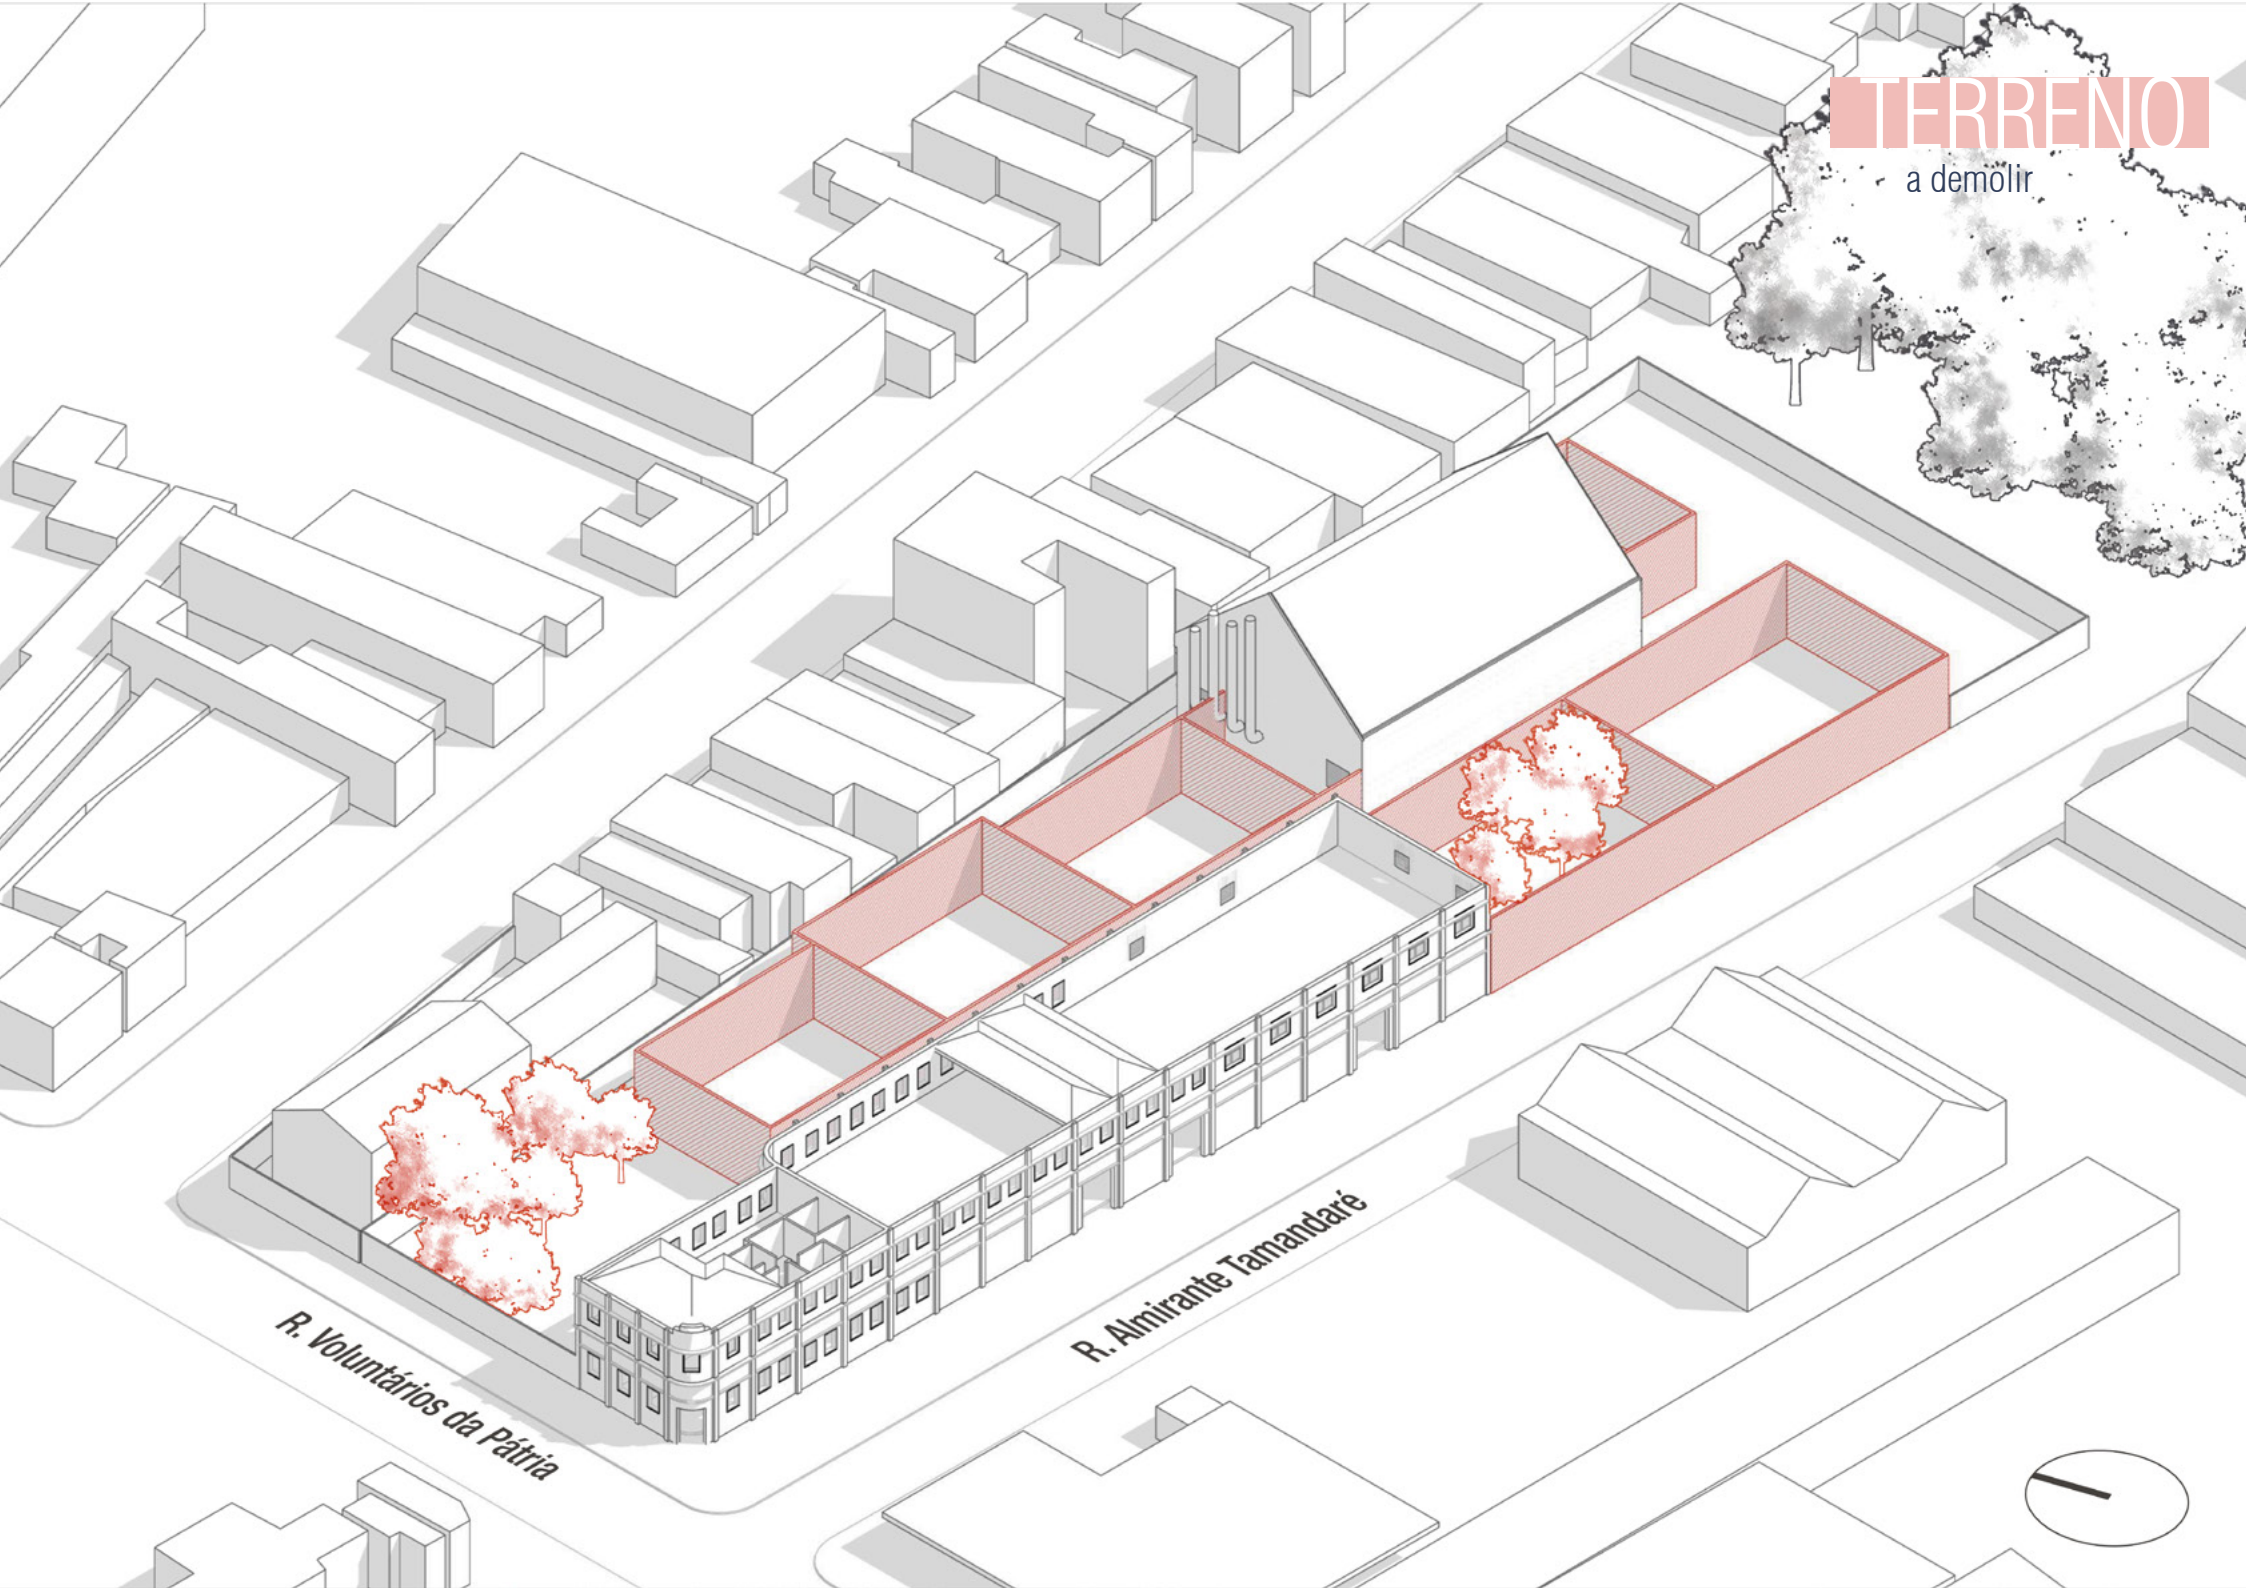 TERRENO
a demolir
R. Voluntários da Pátria
R. Almirante Tamandaré